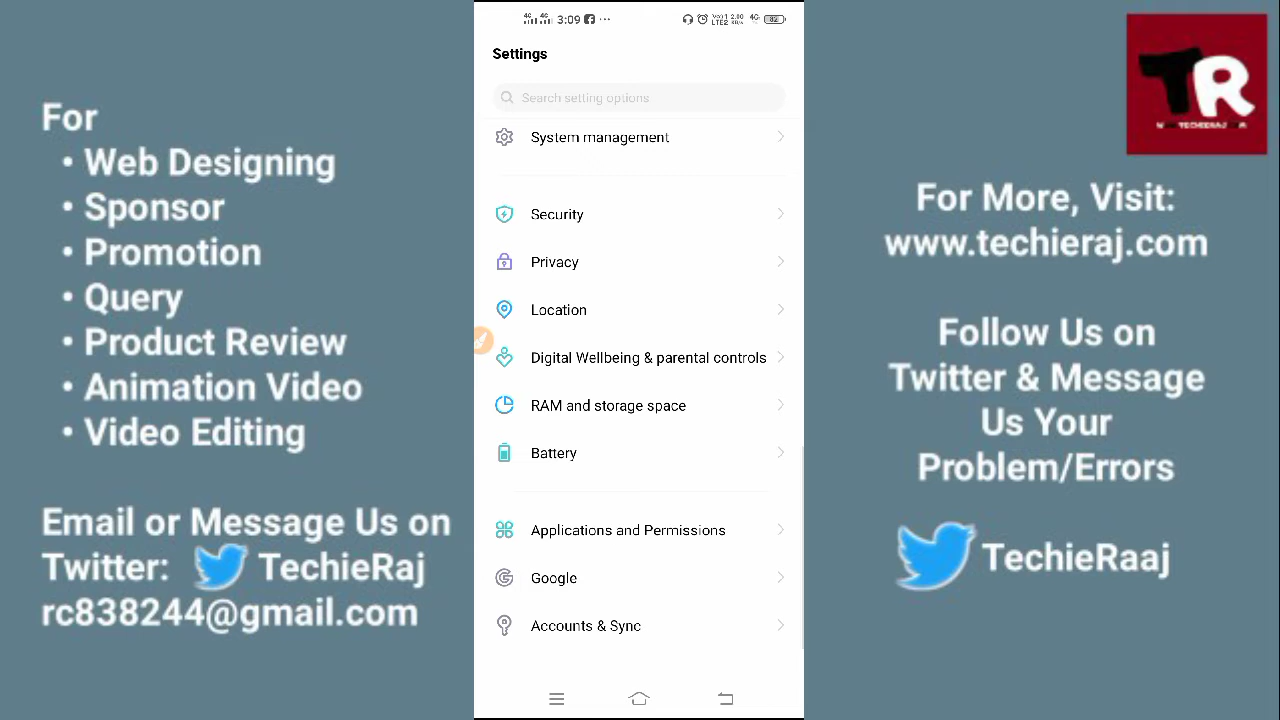 For
• Web Designing
• Sponsor
• Promotion
• Query
• Product Review
• Animation Video
• Video Editing
Email or Message Us on
Twitter: TechieRaj
rc838244@gmail.com
3:09
82
Settings
Search setting options
System management
Security
Privacy
Location
Digital Wellbeing & parental controls
RAM and storage space
Battery
Applications and Permissions
Google
Accounts & Sync
TR
For More, Visit:
www.techieraj.com
Follow Us on
Twitter & Message
Us Your
Problem/Errors
TechieRaaj